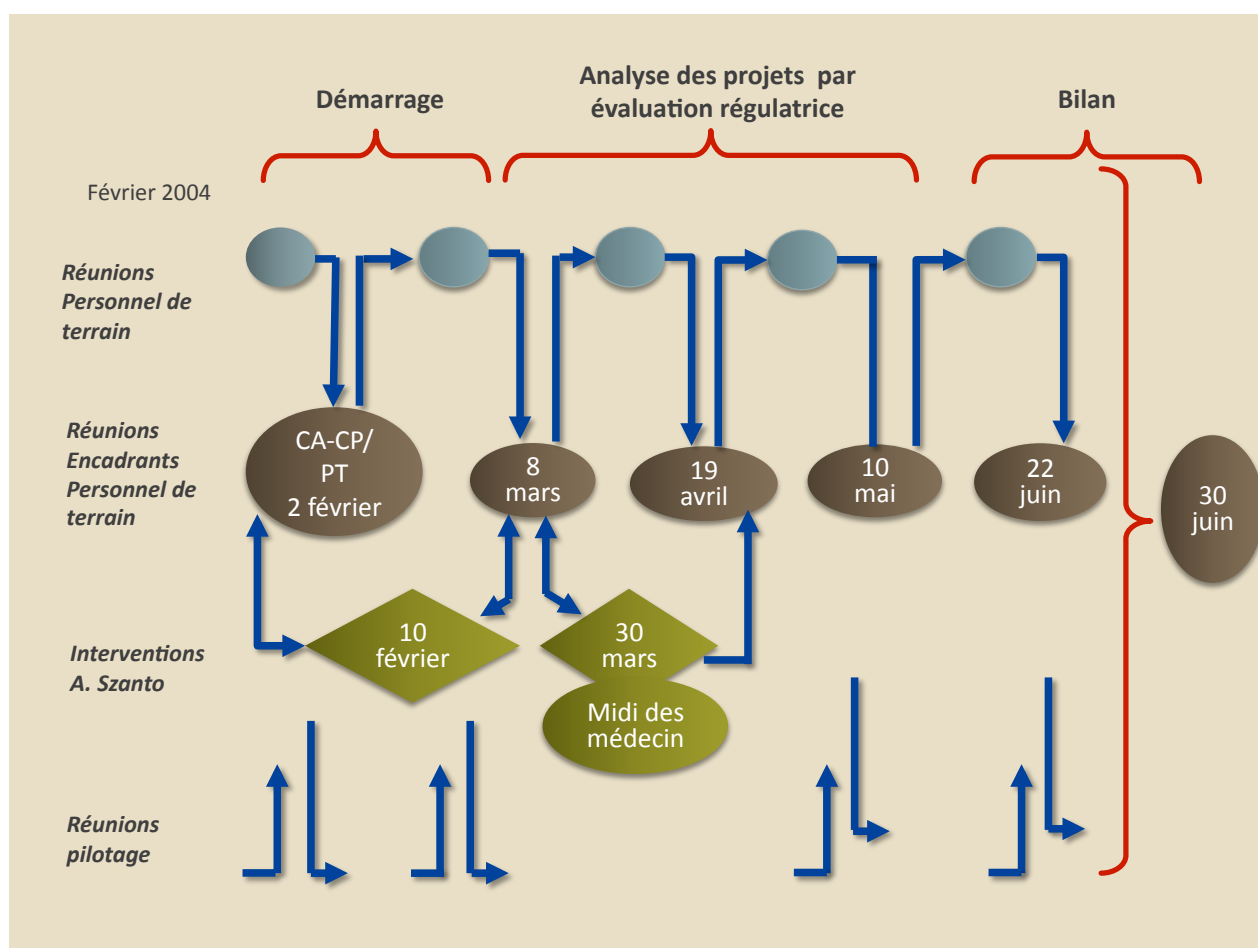 Démarrage
Analyse des projets par
évaluation régulatrice
Bilan
Février 2004
Réunions
Personnel de
terrain
Réunions
Encadrants
Personnel de
terrain
CA-CP/
PT
2 février
8
mars
19
avril
10
mai
22
juin
30
juin
Interventions
A. Szanto
10
février
30
mars
Midi des
médecin
Réunions
pilotage